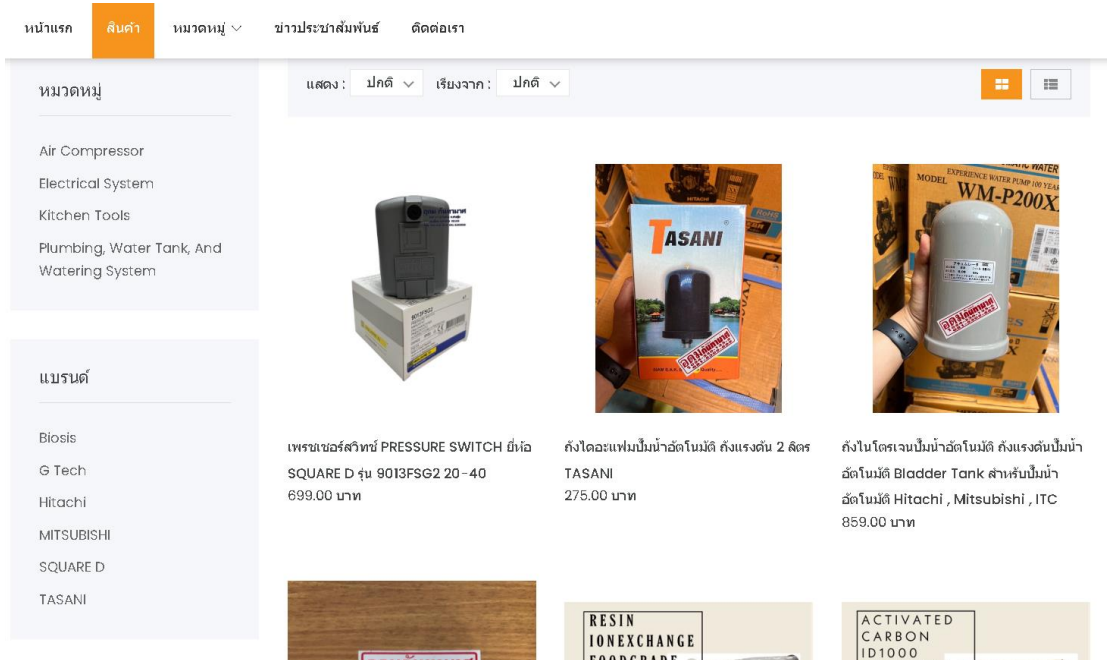 หน้าแรก
สินค้า
หมวดหมู่
ข่าวประชาสัมพันธ์
ติดต่อเรา
หมวดหมู่
Air Compressor
Electrical System
Kitchen Tools
Plumbing, Water Tank, And
Watering System
แบรนด์
Biosis
G Tech
Hitachi
MITSUBISHI
SQUARE D
TASANI
แสดง : ปกติ เรียงจาก : ปกติ
9013FSG2
เพรชเชอร์สวิทช์ PRESSURE SWITCH ยี่ห้อ
SQUARE D รุ่น 9013FSG2 20-40
699.00 บาท
HITACHI
RoHS
TASANI
ถังไดอะแฟมปั๊มน้ำอัตโนมัติ ถังแรงดัน 2 ลิตร
TASANI
275.00 บาท
EXPERIENCE WATER PUMP 100 YEAR
MODEL WM-P200X
ถังไนโตรเจนปั๊มน้ำอัตโนมัติ ถังแรงดันปั๊มน้ำ
อัตโนมัติ Bladder Tank สำหรับปั๊มน้ำ
อัตโนมัติ Hitachi , Mitsubishi , ITC
859.00 บาท
RESIN
IONEXCHANGE
FOODGRADE
ACTIVATED
CARBON
ID1000